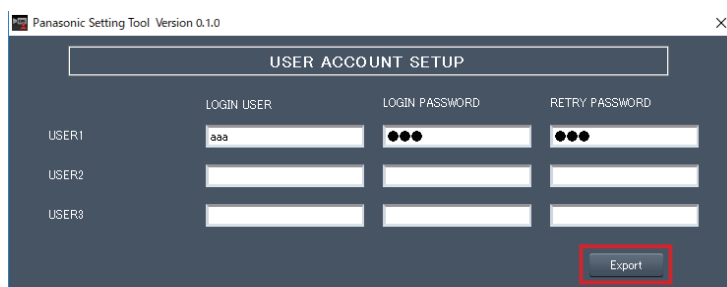 Panasonic Setting Tool Version 0.1.0
USER ACCOUNT SETUP
LOGIN USER LOGIN PASSWORD RETRY PASSWORD
USER1 aaa ●●● ●●●
USER2
USER3
Export